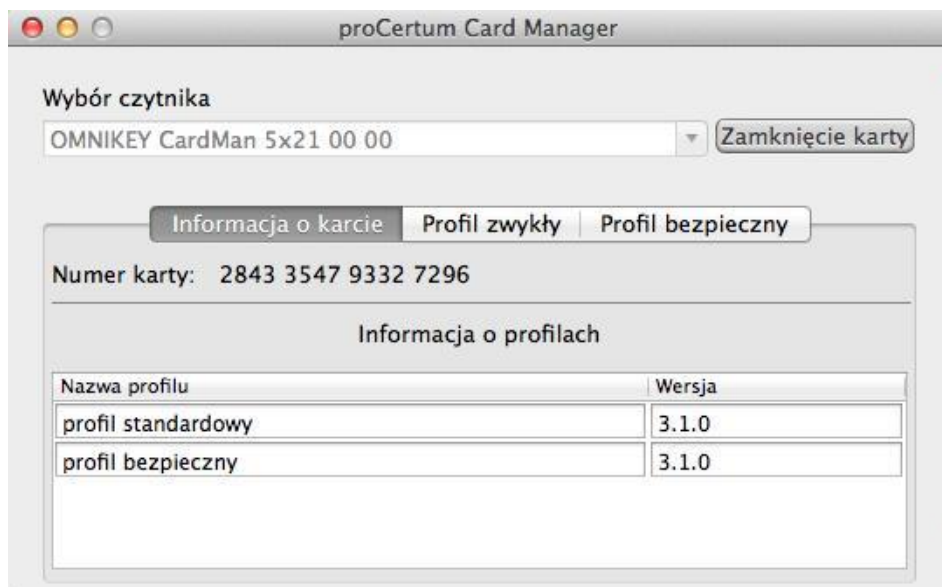 proCertum Card Manager
Wybór czytnika
OMNIKEY CardMan 5x21 00 00
Zamknięcie karty
Informacja o karcie Profil zwykły Profil bezpieczny
Numer karty: 2843 3547 9332 7296
Informacja o profilach
Nazwa profilu Wersja
profil standardowy 3.1.0
profil bezpieczny 3.1.0